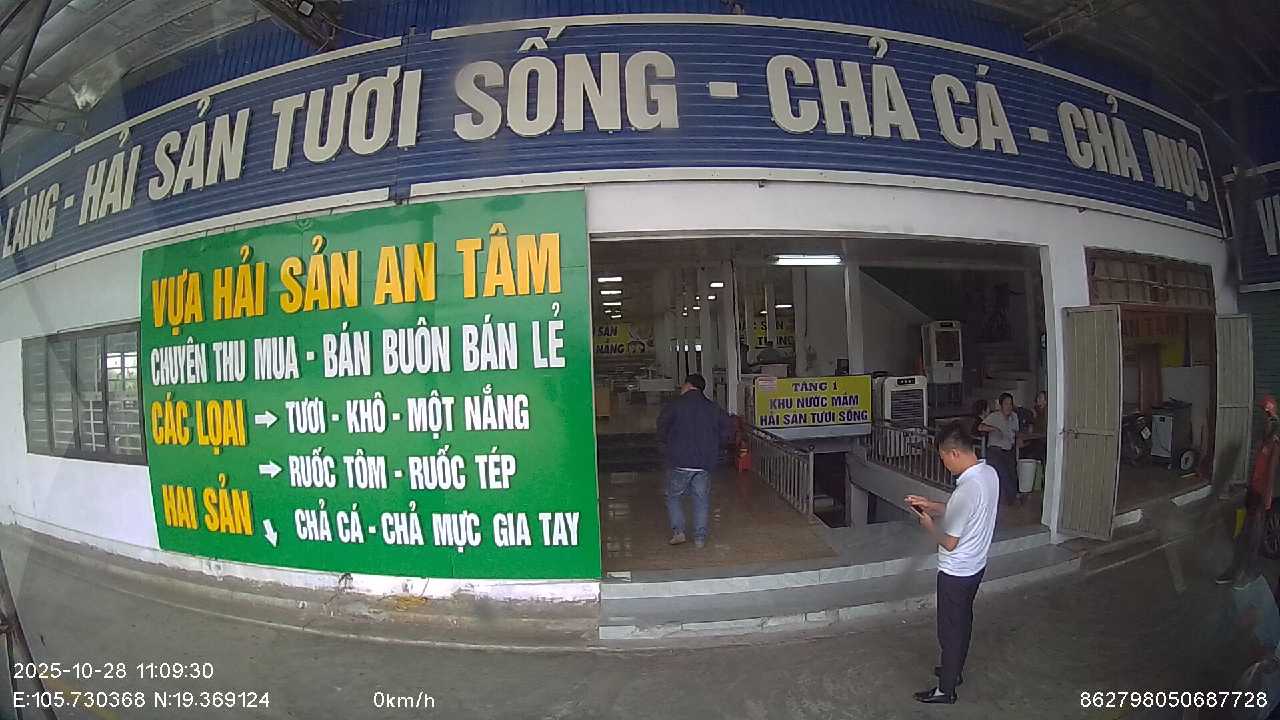 LÀNG - HẢI SẢN TƯƠI SỐNG - CHẢ CÁ - CHẢ MỰC
VỰA HẢI SẢN AN TÂM
CHUYÊN THU MUA - BÁN BUÔN BÁN LẺ
CÁC LOẠI → TƯƠI - KHÔ - MỘT NẮNG
→ RUỐC TÔM - RUỐC TÉP
HẢI SẢN
CHẢ CÁ - CHẢ MỰC GIA TAY
TẦNG 1
KHU NƯỚC MẮM
HẢI SẢN TƯƠI SỐNG
2025-10-28 11:09:30
E:105.730368 N:19.369124
0km/h
862798050687728